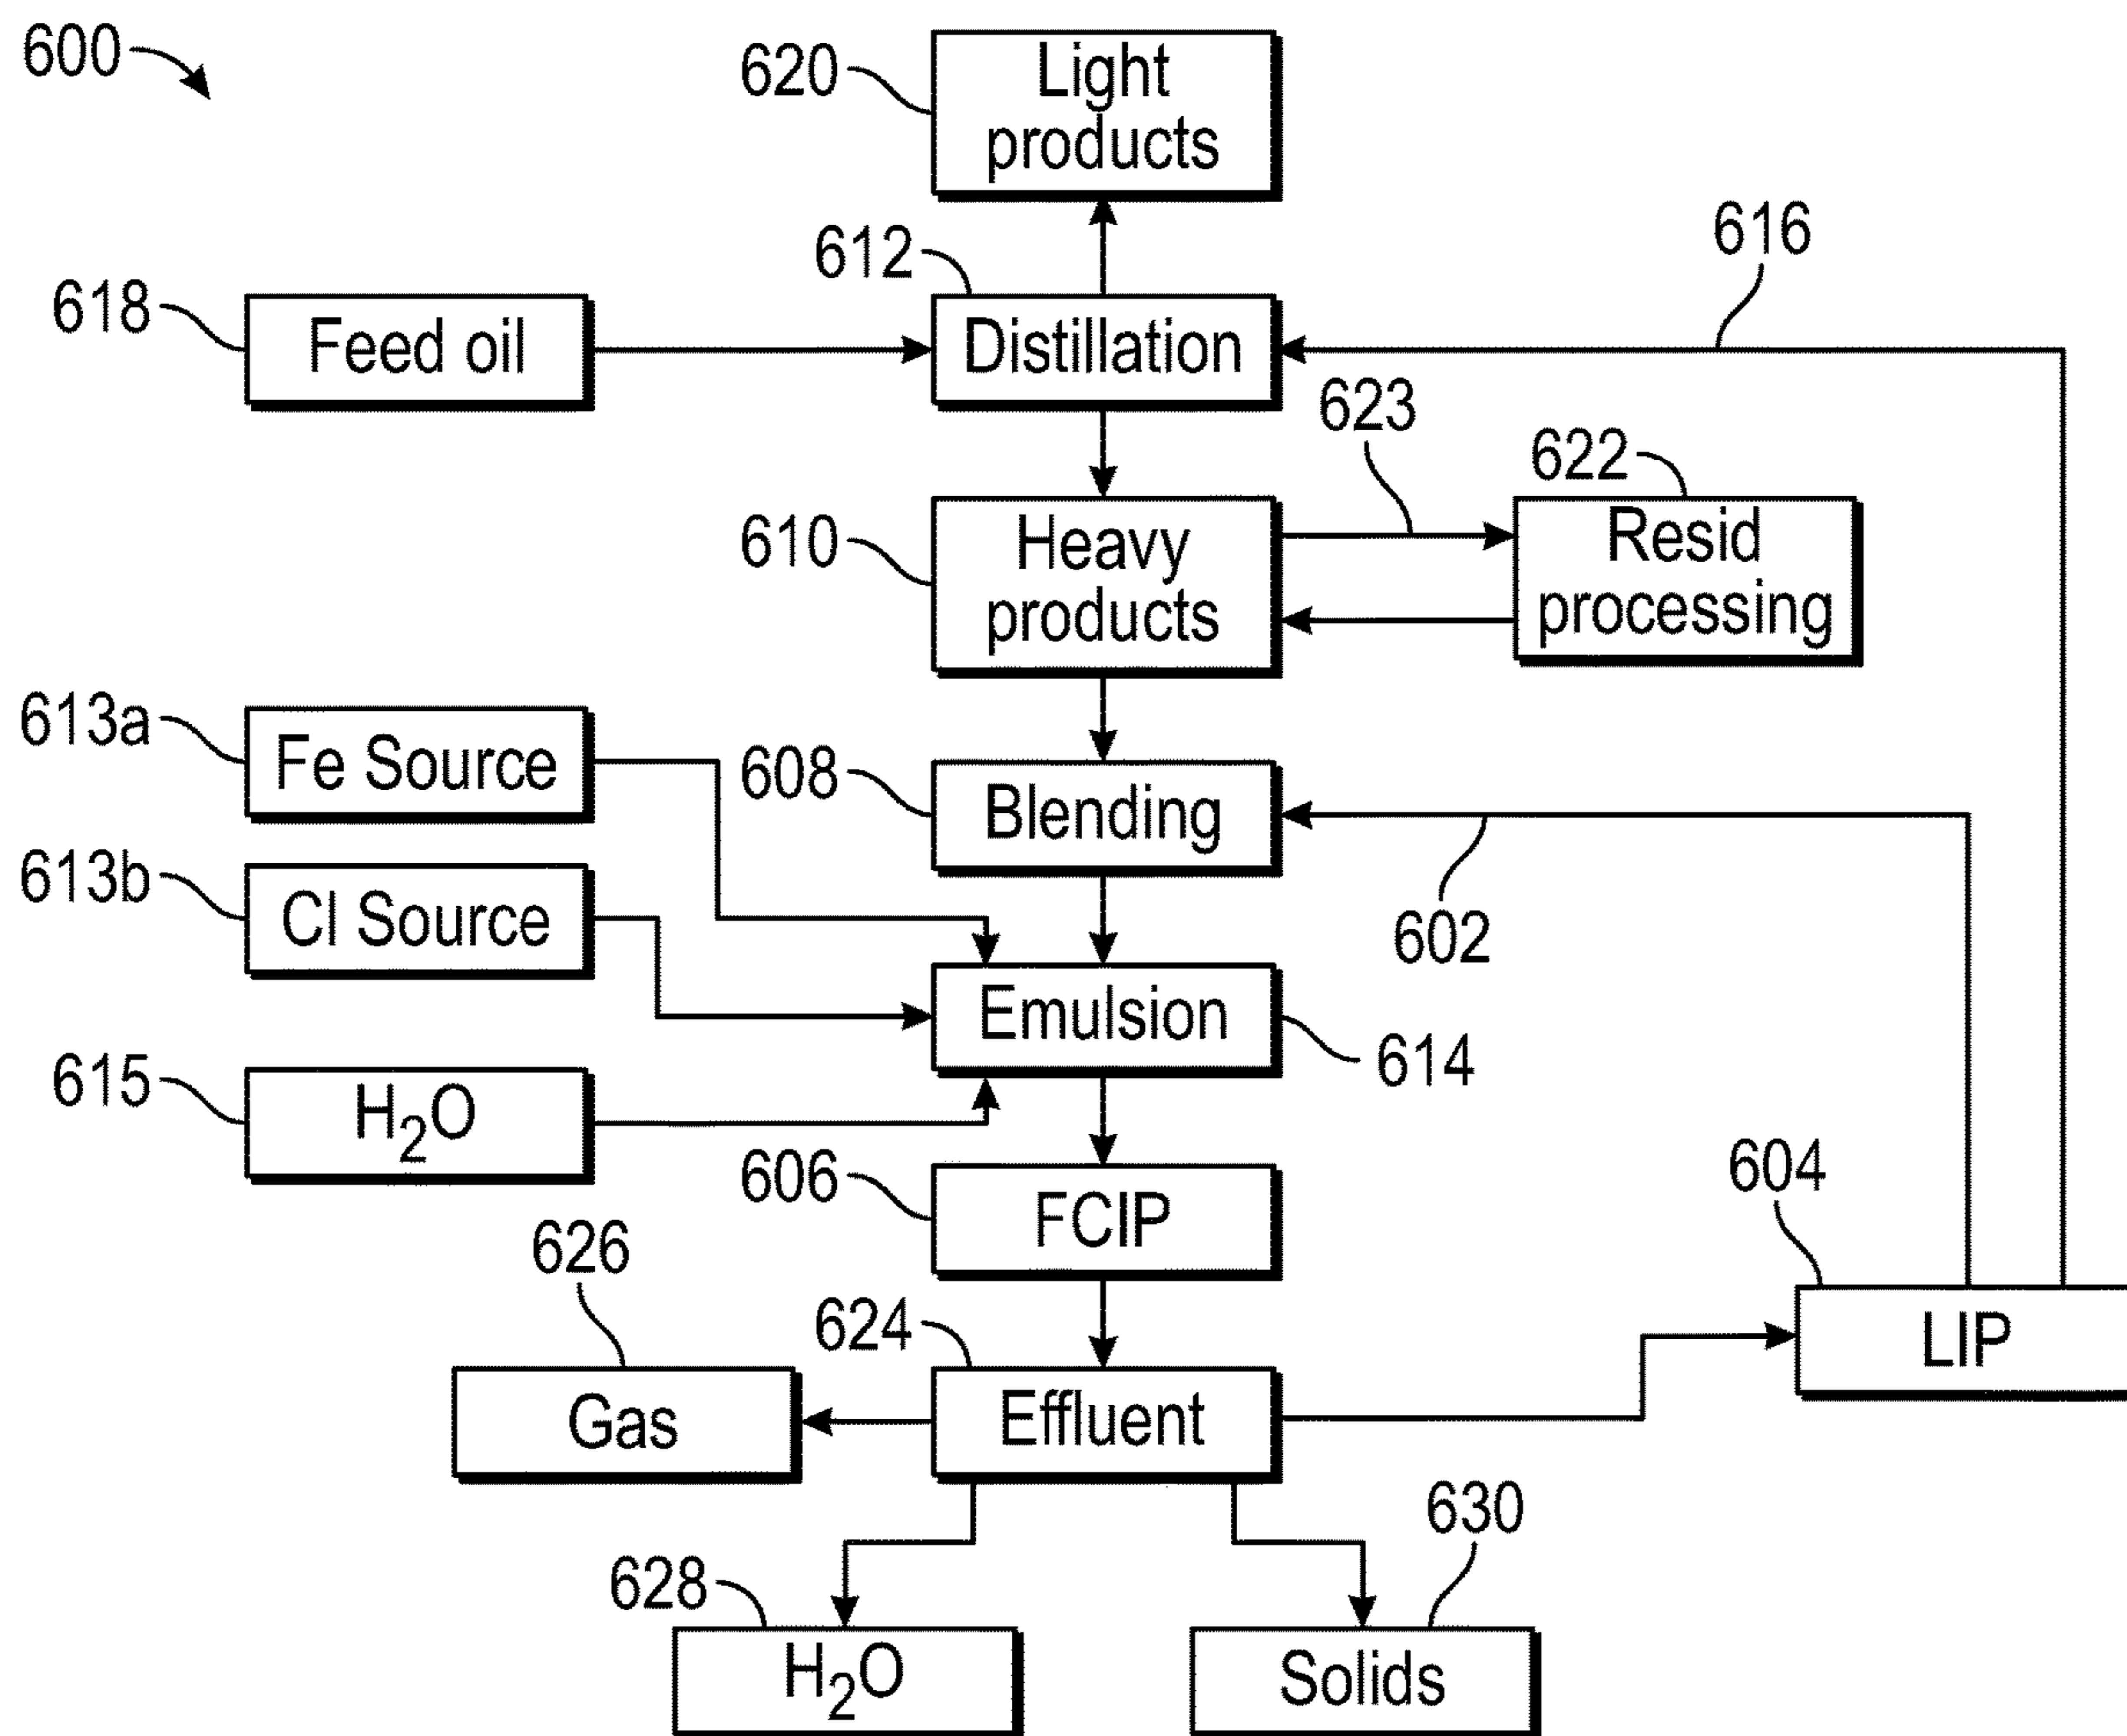 600
620
Light
products
612
616
618
Feed oil
Distillation
623
622
610
Heavy
products
Resid
processing
613a
Fe Source
608
Blending
613b
Cl Source
602
Emulsion
614
615
H₂O
606
FCIP
604
626
624
LIP
Gas
Effluent
630
628
H₂O
Solids